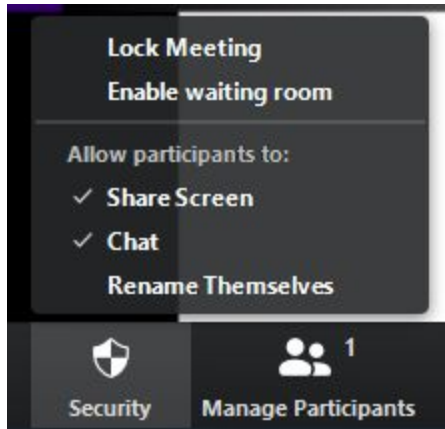 Lock Meeting
Enable waiting room
Allow participants to:
Share Screen
Chat
Rename Themselves
1
Security
Manage Participants